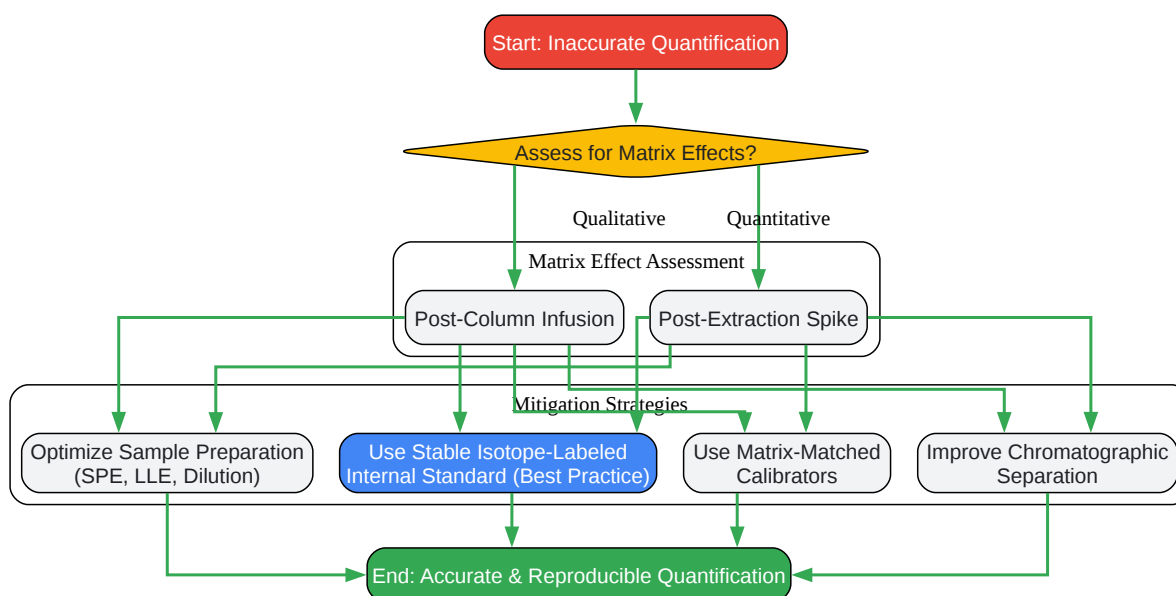 Start: Inaccurate Quantification
Assess for Matrix Effects?
Qualitative
Quantitative
Matrix Effect Assessment
Post-Column Infusion
Post-Extraction Spike
Mitigation Strategies
Optimize Sample Preparation
(SPE, LLE, Dilution)
Use Stable Isotope-Labeled
Internal Standard (Best Practice)
Use Matrix-Matched
Calibrators
Improve Chromatographic
Separation
End: Accurate & Reproducible Quantification